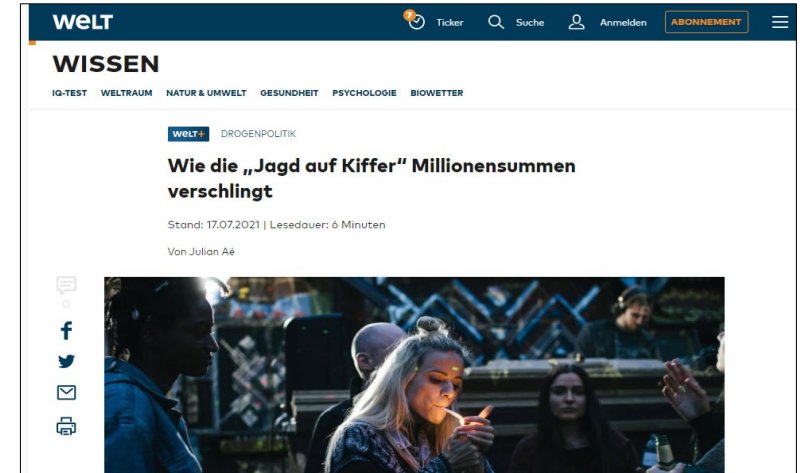 WELT
7
Ticker
Suche
Anmelden
ABONNEMENT
WISSEN
IQ-TEST WELTRAUM NATUR & UMWELT GESUNDHEIT PSYCHOLOGIE BIOWETTER
WELT+ DROGENPOLITIK
Wie die „Jagd auf Kiffer“ Millionensummen
verschlingt
Stand: 17.07.2021 | Lesedauer: 6 Minuten
Von Julian Aé
0